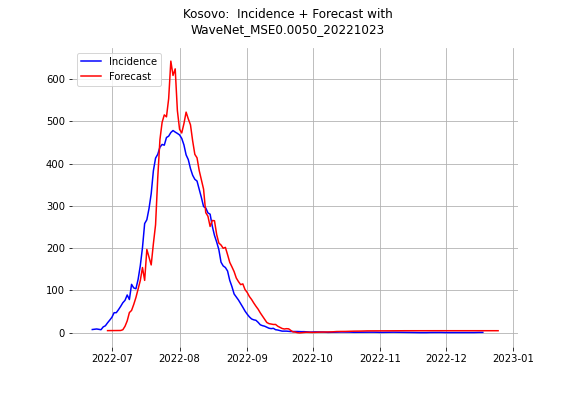 Kosovo:  Incidence + Forecast with
WaveNet_MSE0.0050_20221023
Incidence
Forecast
600
500
400
300
200
100
0
2022-07 2022-08 2022-09 2022-10 2022-11 2022-12 2023-01